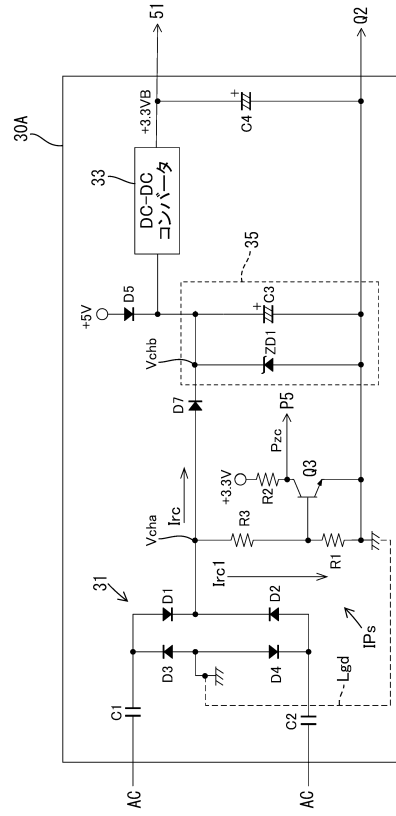 30A
+5V
D5
33
DC-DC
コンバータ
+3.3VB
51
31
Vcha
Irc
D7
Vchb
35
C1
D3
D1
+3.3V
R2
Pzc
P5
ZD1
C3
C4
R3
Irc1
Q3
AC
C2
D4
D2
R1
Q2
AC
Lgd
IPs